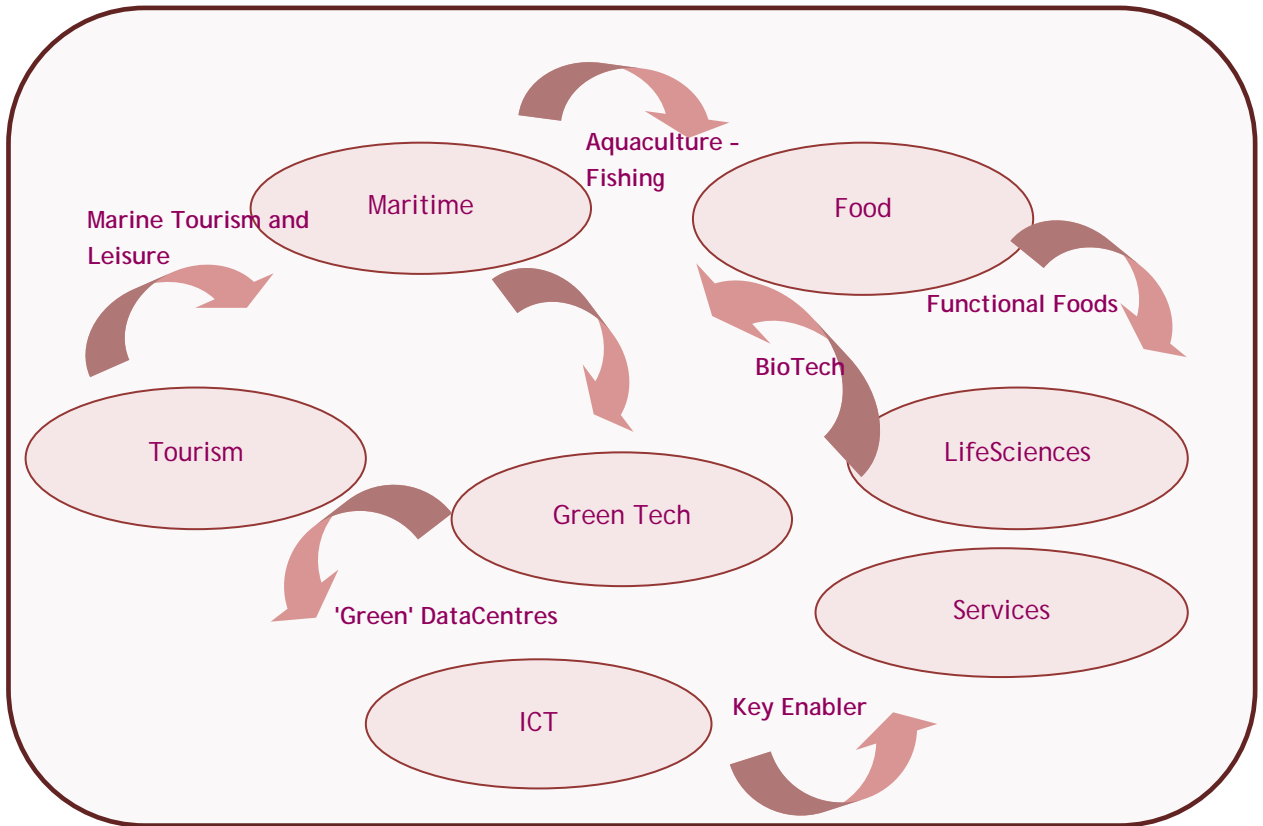 Aquaculture -
Fishing
Maritime
Food
Marine Tourism and
Leisure
Functional Foods
BioTech
Tourism
LifeSciences
Green Tech
'Green' DataCentres
Services
ICT
Key Enabler